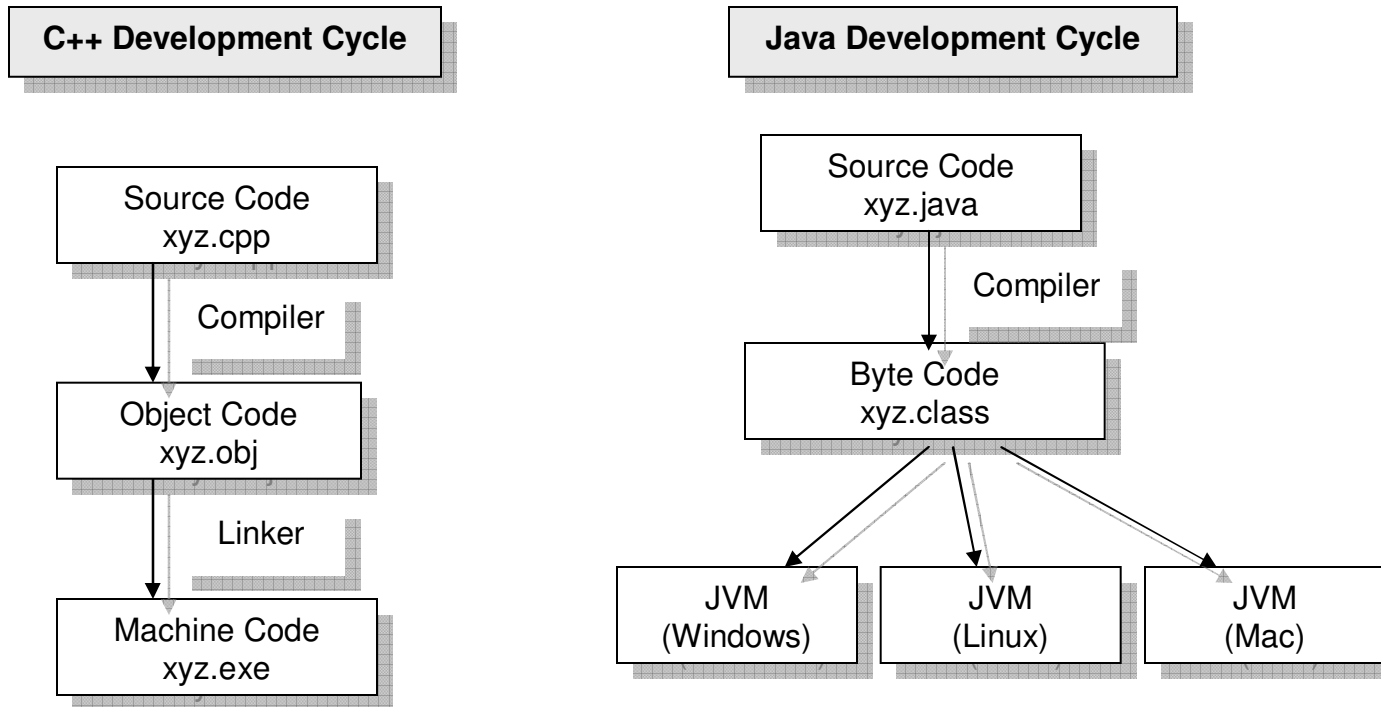 C++ Development Cycle
Source Code
xyz.cpp
Compiler
Object Code
xyz.obj
Linker
Machine Code
xyz.exe
Java Development Cycle
Source Code
xyz.java
Compiler
Byte Code
xyz.class
JVM
(Windows)
JVM
(Linux)
JVM
(Mac)